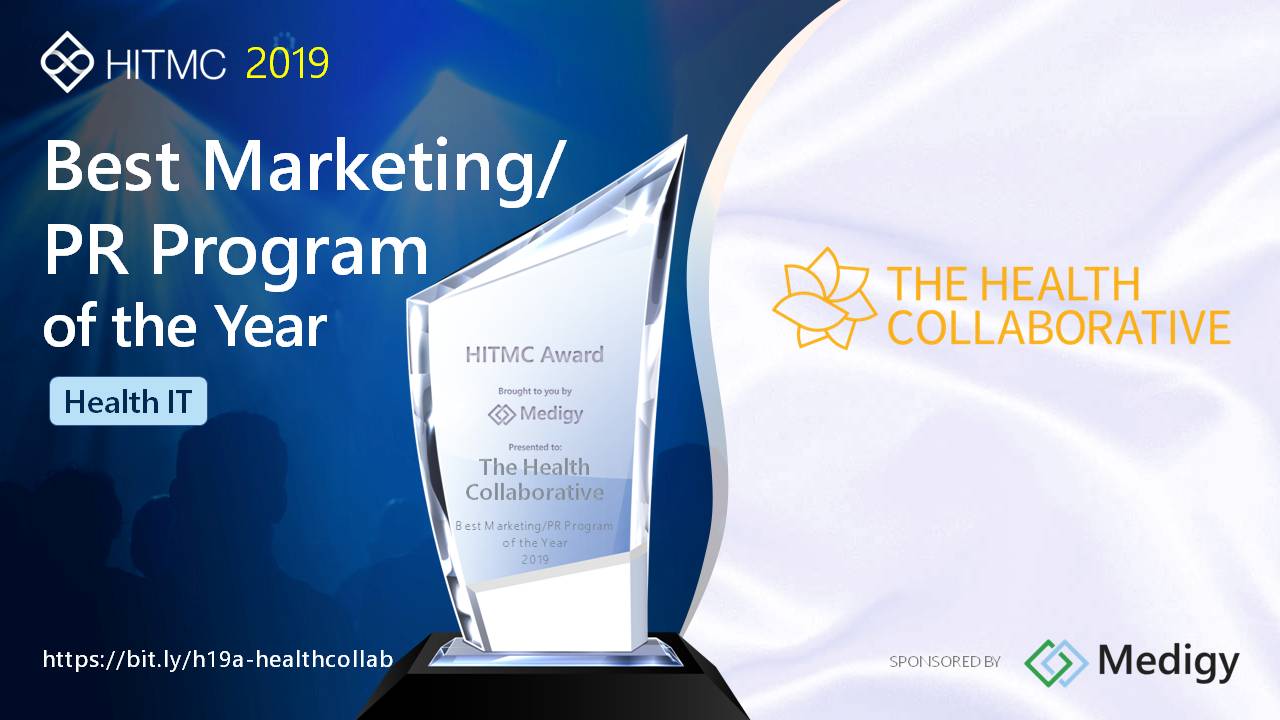 HITMC 2019
Best Marketing/
PR Program
of the Year
Health IT
HITMC Award
Brought to you by
Medigy
Presented to:
The Health
Collaborative
Best Marketing/PR Program
of the Year
2019
https://bit.ly/h19a-healthcollab
THE HEALTH
COLLABORATIVE
SPONSORED BY Medigy